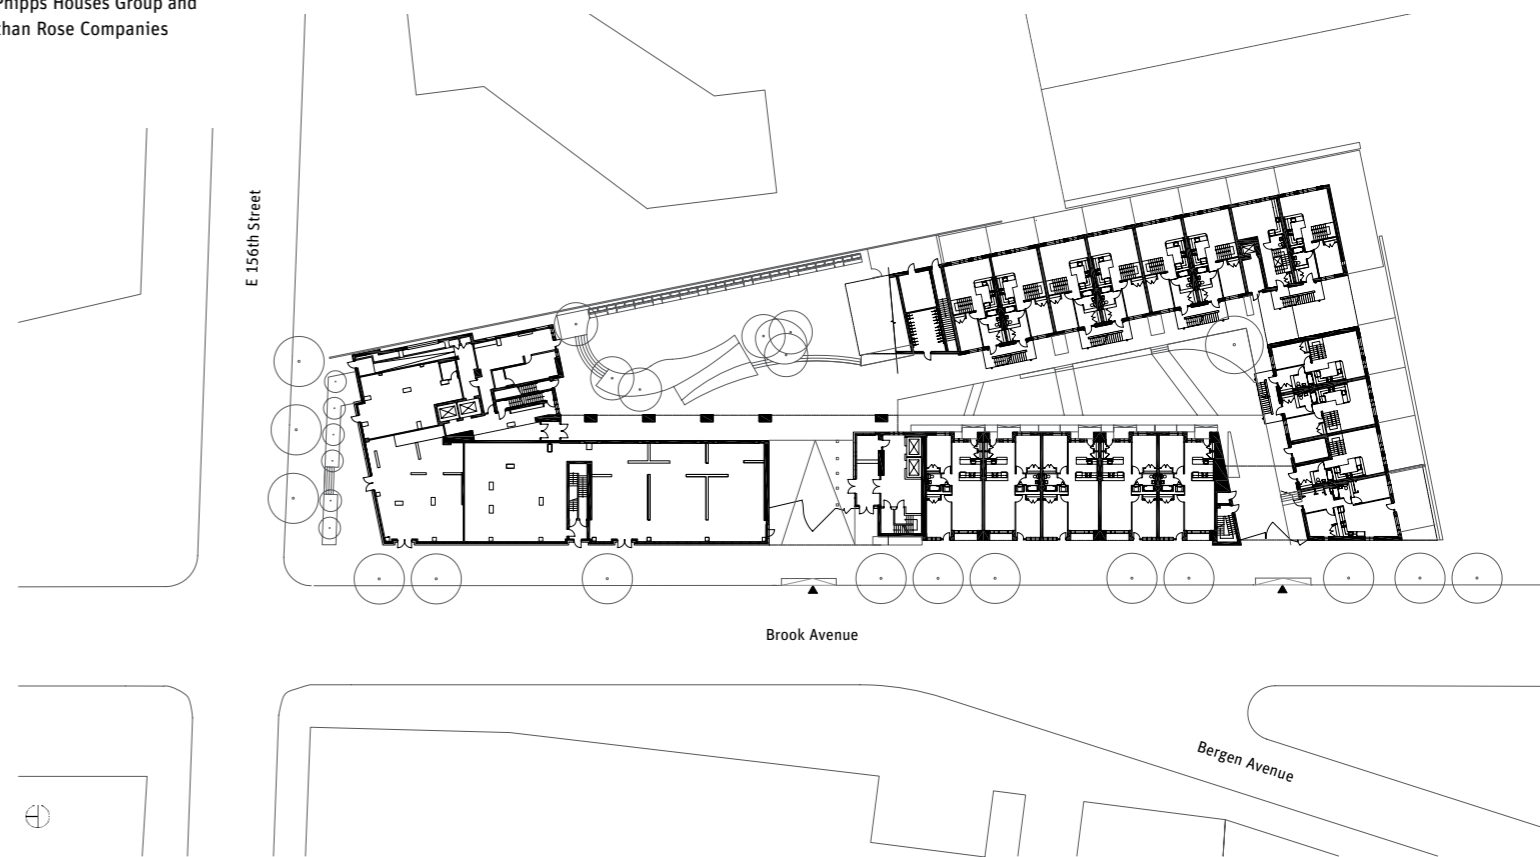 Phipps Houses Group and
than Rose Companies
E 156th Street
Brook Avenue
Bergen Avenue